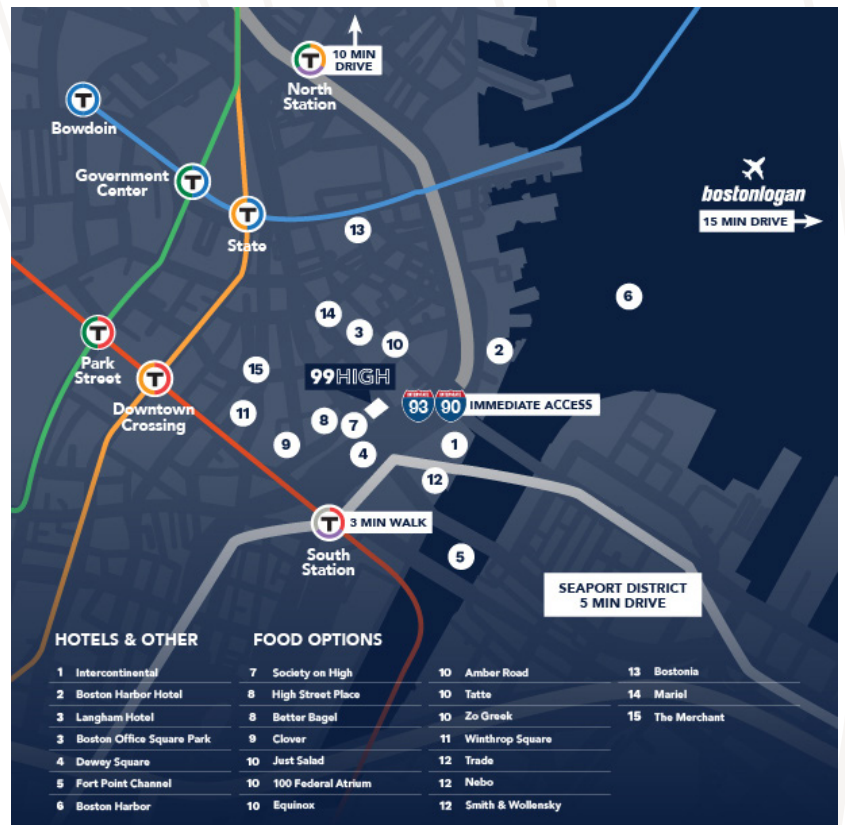 T
10 MIN
DRIVE
North
Station
T
Bowdoin
Government
Center
T
T
State
bostonlogan
15 MIN DRIVE
13
6
14
3
10
2
T
Park
Street
15
T
Downtown
Crossing
99HIGH
INTERSTATE
93
INTERSTATE
90
IMMEDIATE ACCESS
11
8
7
9
4
1
12
T
3 MIN WALK
South
Station
5
SEAPORT DISTRICT
5 MIN DRIVE
HOTELS & OTHER
1 Intercontinental
2 Boston Harbor Hotel
3 Langham Hotel
3 Boston Office Square Park
4 Dewey Square
5 Fort Point Channel
6 Boston Harbor
FOOD OPTIONS
7 Society on High
8 High Street Place
8 Better Bagel
9 Clover
10 Just Salad
10 100 Federal Atrium
10 Equinox
10 Amber Road
10 Tatte
10 Zo Greek
11 Winthrop Square
12 Trade
12 Nebo
12 Smith & Wollensky
13 Bostonia
14 Mariel
15 The Merchant